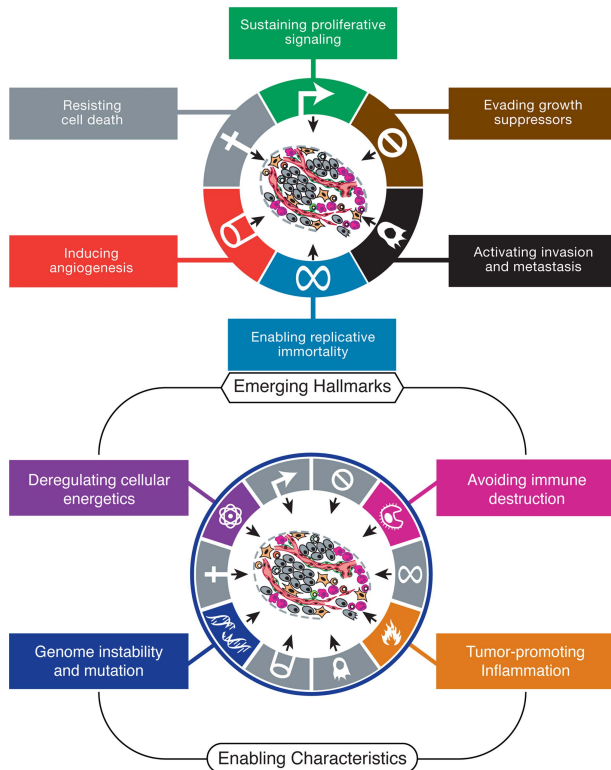 Sustaining proliferative
signaling
Resisting
cell death
Evading growth
suppressors
Inducing
angiogenesis
Activating invasion
and metastasis
Enabling replicative
immortality
Emerging Hallmarks
Deregulating cellular
energetics
Avoiding immune
destruction
Genome instability
and mutation
Tumor-promoting
Inflammation
Enabling Characteristics